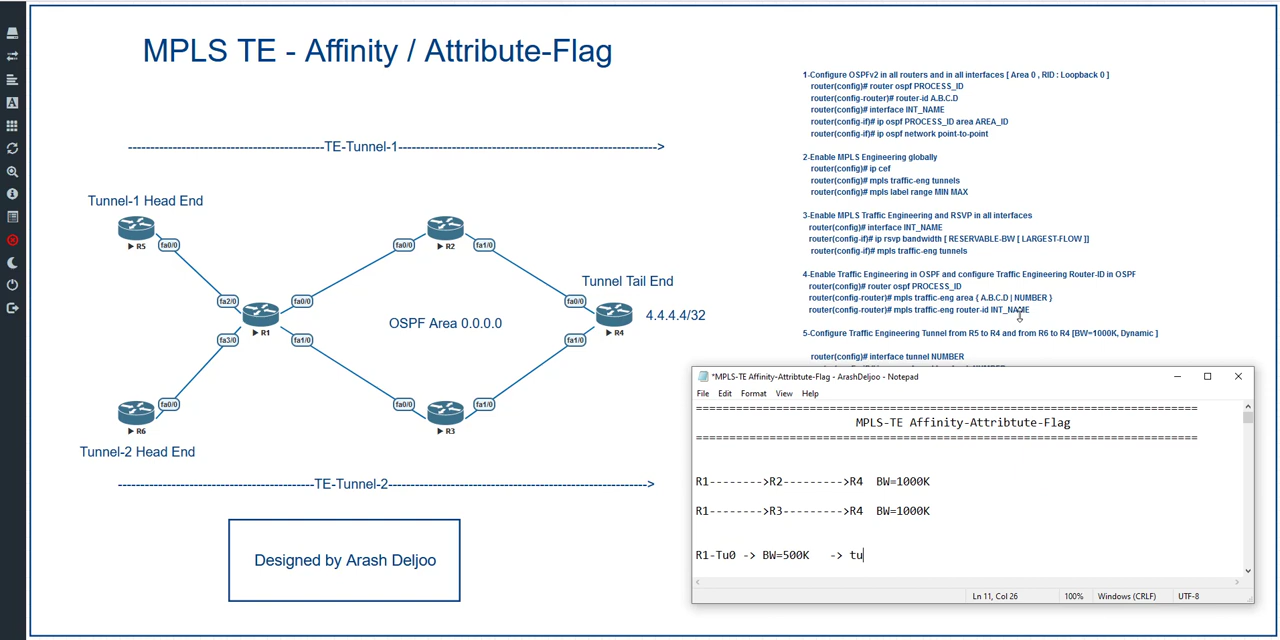 MPLS TE - Affinity / Attribute-Flag
---------------------------------------------TE-Tunnel-1------------------------------------------------------------>
Tunnel-1 Head End
R5
fa0/0
fa0/0
R2
fa1/0
Tunnel Tail End
fa2/0
fa0/0
R1
OSPF Area 0.0.0.0
fa0/0
R4
4.4.4.4/32
fa3/0
fa1/0
fa1/0
fa0/0
R6
fa0/0
R3
fa1/0
Tunnel-2 Head End
---------------------------------------------TE-Tunnel-2------------------------------------------------------------>
Designed by Arash Deljoo
1-Configure OSPFv2 in all routers and in all interfaces [ Area 0 , RID : Loopback 0 ]
router(config)# router ospf PROCESS_ID
router(config-router)# router-id A.B.C.D
router(config)# interface INT_NAME
router(config-if)# ip ospf PROCESS_ID area AREA_ID
router(config-if)# ip ospf network point-to-point
2-Enable MPLS Engineering globally
router(config)# ip cef
router(config)# mpls traffic-eng tunnels
router(config)# mpls label range MIN MAX
3-Enable MPLS Traffic Engineering and RSVP in all interfaces
router(config)# interface INT_NAME
router(config-if)# ip rsvp bandwidth [ RESERVABLE-BW [ LARGEST-FLOW ]]
router(config-if)# mpls traffic-eng tunnels
4-Enable Traffic Engineering in OSPF and configure Traffic Engineering Router-ID in OSPF
router(config)# router ospf PROCESS_ID
router(config-router)# mpls traffic-eng area { A.B.C.D | NUMBER }
router(config-router)# mpls traffic-eng router-id INT_NAME
5-Configure Traffic Engineering Tunnel from R5 to R4 and from R6 to R4 [BW=1000K, Dynamic ]
router(config)# interface tunnel NUMBER
*MPLS-TE Affinity-Attribtute-Flag - ArashDeljoo - Notepad
File Edit Format View Help
===========================================================================
MPLS-TE Affinity-Attribtute-Flag
===========================================================================
R1-------->R2--------->R4 BW=1000K
R1-------->R3--------->R4 BW=1000K
R1-Tu0 -> BW=500K -> tu
Ln 11, Col 26 100% Windows (CRLF) UTF-8